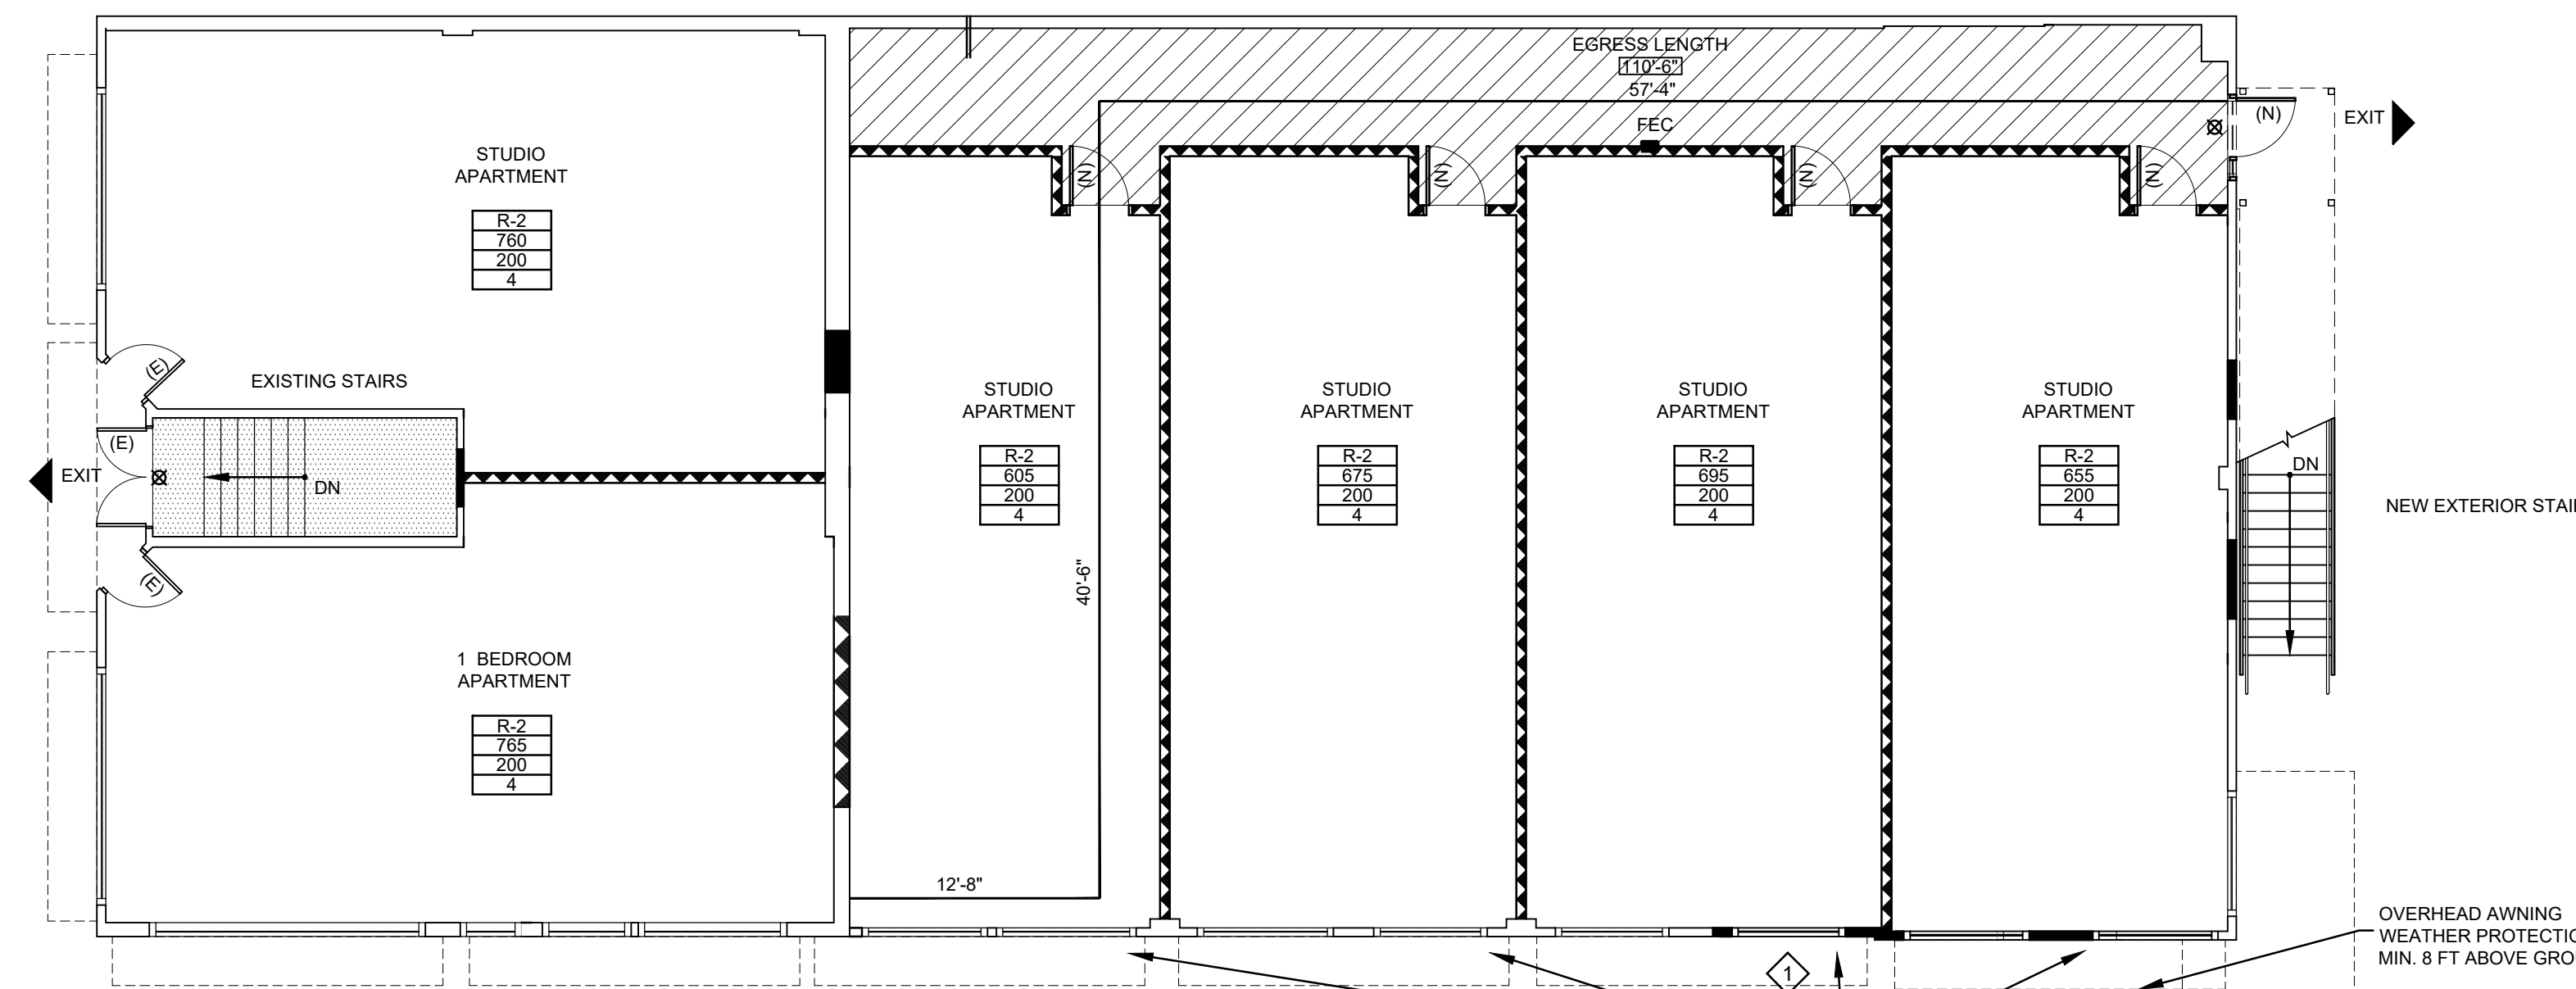 EGRESS LENGTH
110'-6"
57'-4"
FEC
(N)
(N)
(N)
(N)
(N)
EXIT
STUDIO
APARTMENT
R-2
760
200
4
(E)
EXISTING STAIRS
(E)
EXIT
DN
(E)
1 BEDROOM
APARTMENT
R-2
765
200
4
STUDIO
APARTMENT
R-2
605
200
4
40'-6"
12'-8"
STUDIO
APARTMENT
R-2
675
200
4
STUDIO
APARTMENT
R-2
695
200
4
STUDIO
APARTMENT
R-2
655
200
4
DN
NEW EXTERIOR
1
OVERHEAD AWNING
WEATHER
MIN. 8 FT ABOVE